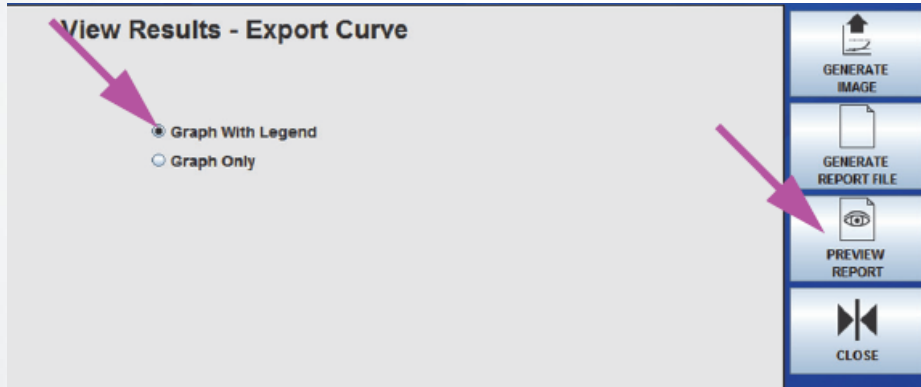 View Results - Export Curve
Graph With Legend
Graph Only
GENERATE
IMAGE
GENERATE
REPORT FILE
PREVIEW
REPORT
CLOSE